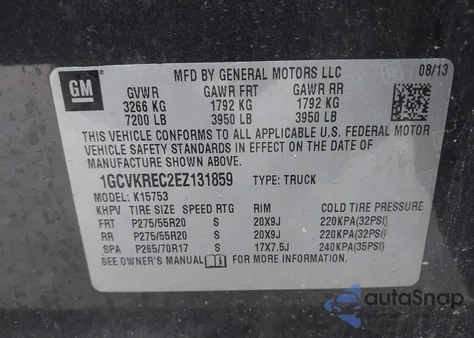 GM
MFD BY GENERAL MOTORS LLC 08/13
GVWR GAWR FRT GAWR RR
3266 KG 1792 KG 1792 KG
7200 LB 3950 LB 3950 LB
THIS VEHICLE CONFORMS TO ALL APPLICABLE U.S. FEDERAL MOTOR
VEHICLE SAFETY STANDARDS IN EFFECT ON THE DATE OF
MANUFACTURE SHOWN ABOVE.
1GCVKREC2EZ131859 TYPE: TRUCK
MODEL: K15753
KHPV TIRE SIZE SPEED RTG RIM COLD TIRE PRESSURE
FRT P275/55R20 S 20X9J 220KPA(32PSI)
RR P275/55R20 S 20X9J 220KPA(32PSI)
SPA P265/70R17 S 17X7.5J 240KPA(35PSI)
SEE OWNER'S MANUAL FOR MORE INFORMATION
autaSnap